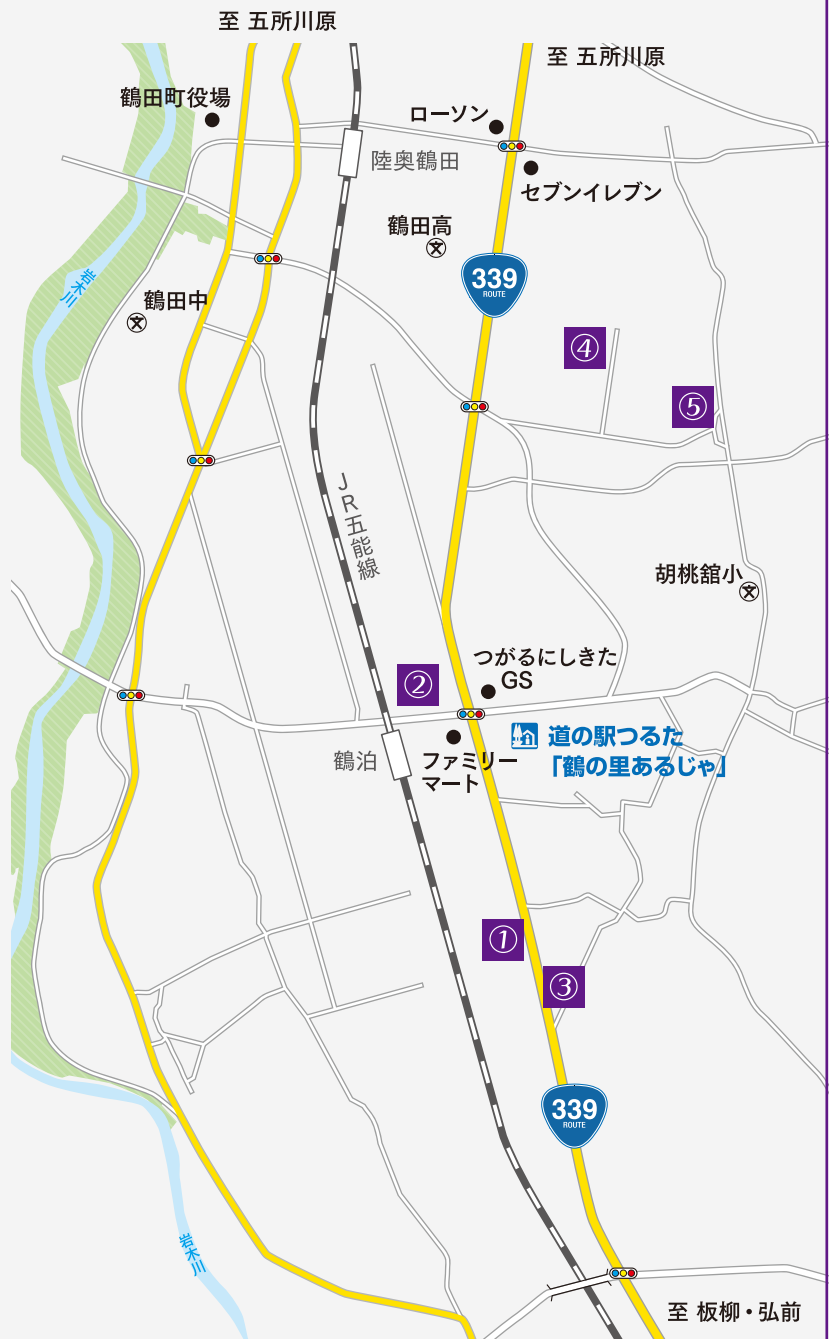 至 五所川原
至 五所川原
鶴田町役場
ローソン
陸奥鶴田
セブンイレブン
鶴田高
339
ROUTE
岩木川
鶴田中
④
⑤
JR五能線
胡桃舘小
つがるにしきた
GS
②
道の駅つるた
「鶴の里あるじゃ」
鶴泊
ファミリー
マート
①
③
339
ROUTE
岩木川
至 板柳・弘前